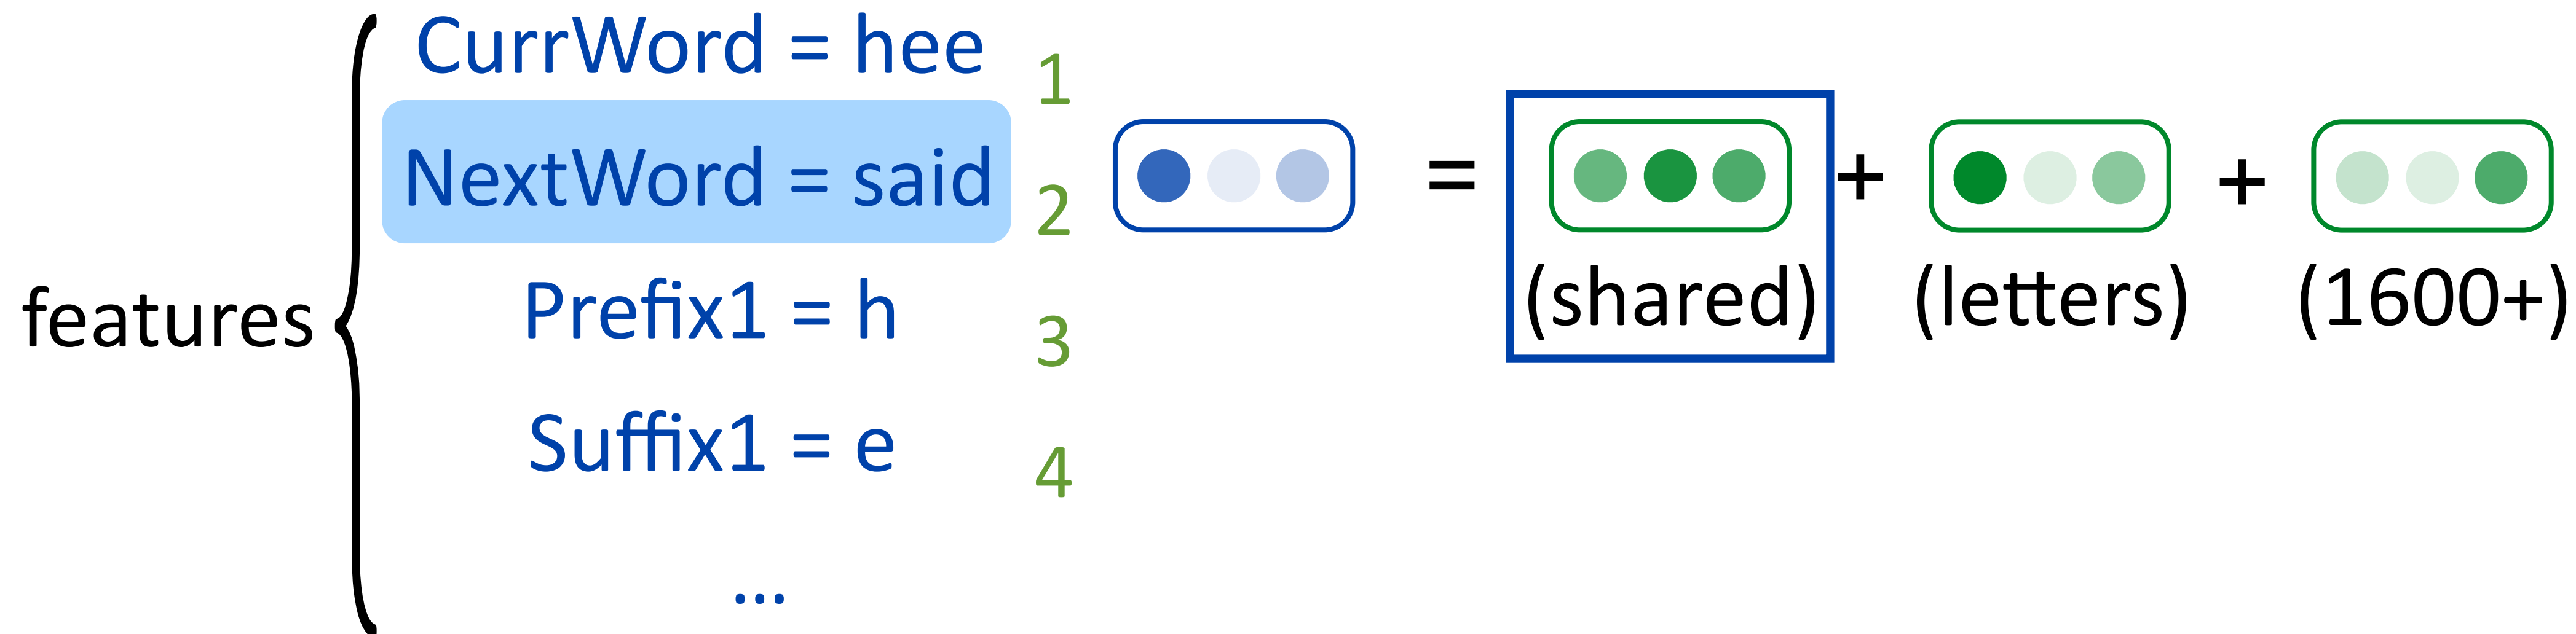 features
CurrWord = hee 1
NextWord = said 2
Prefix1 = h 3
Suffix1 = e 4
...
= + +
(shared) (letters) (1600+)